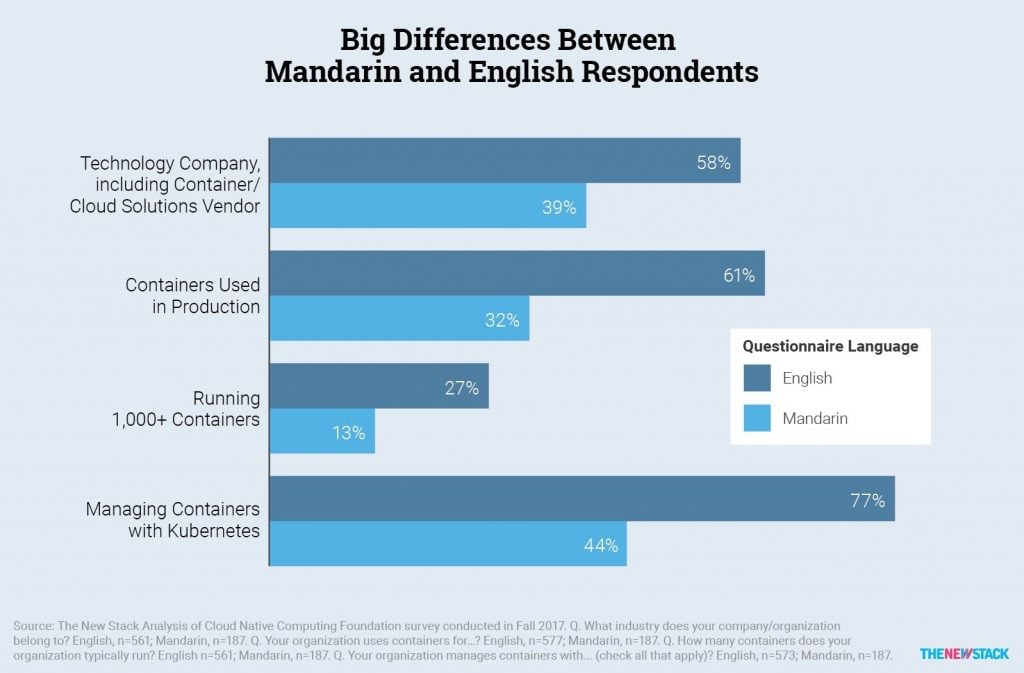 Big Differences Between
Mandarin and English Respondents
Technology Company,
including Container/
Cloud Solutions Vendor
58%
39%
Containers Used
in Production
61%
32%
Running
1,000+ Containers
27%
13%
Managing Containers
with Kubernetes
77%
44%
Questionnaire Language
English
Mandarin
Source: The New Stack Analysis of Cloud Native Computing Foundation survey conducted in Fall 2017. Q. What industry does your company/organization
belong to? English, n=561; Mandarin, n=187. Q. Your organization uses containers for...? English, n=577; Mandarin, n=187. Q. How many containers does your
organization typically run? English n=561; Mandarin, n=187. Q. Your organization manages containers with... (check all that apply)? English, n=573; Mandarin, n=187.
THENEWSTACK